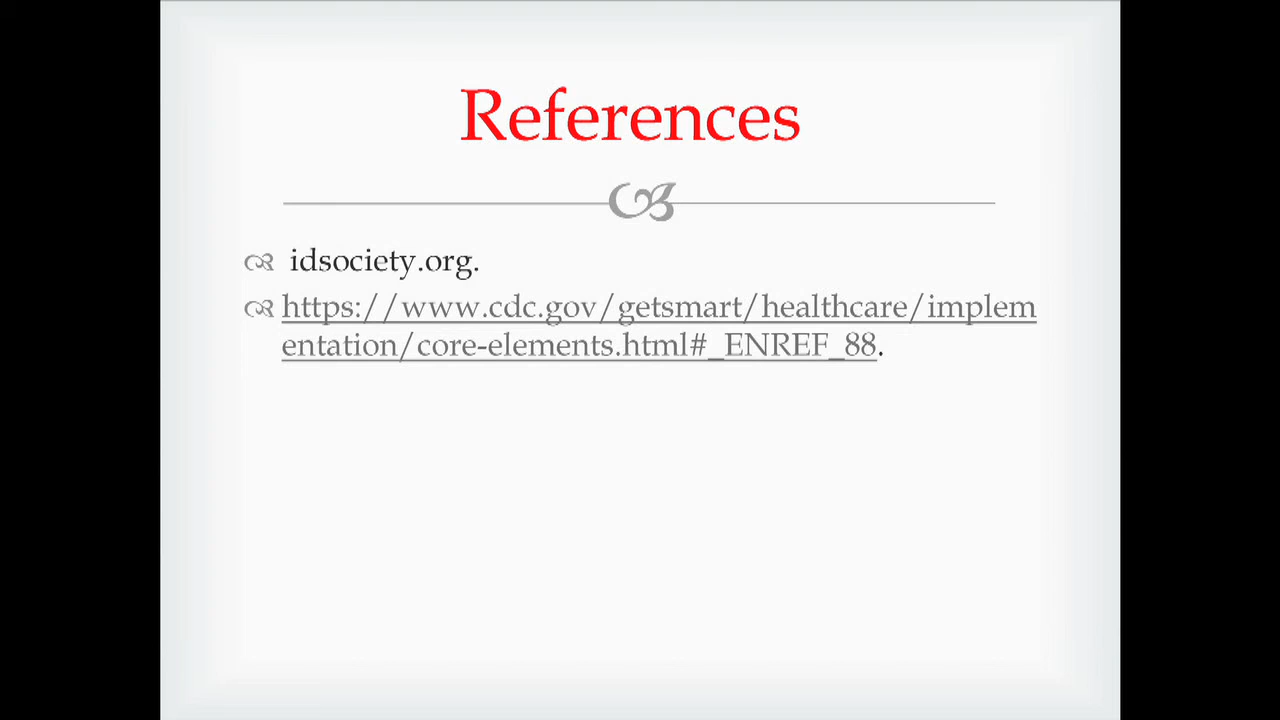 References
idsociety.org.
https://www.cdc.gov/getsmart/healthcare/implem
entation/core-elements.html#_ENREF_88.